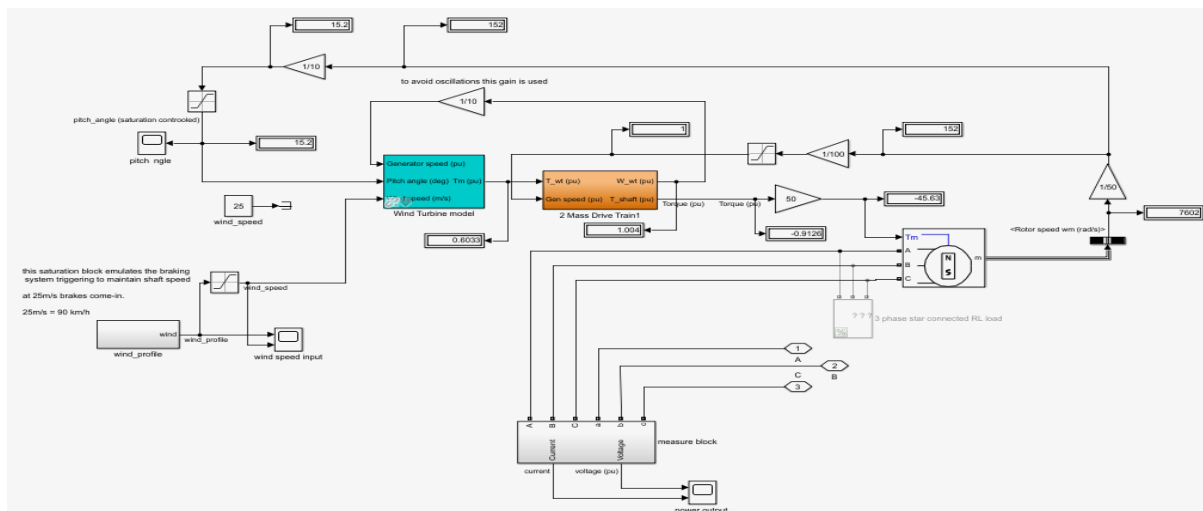 15.2
152
1/10
to avoid oscillations this gain is used
1/10
pitch_angle (saturation controoled)
1
152
pitch ngle
15.2
1/100
1/50
Generator speed (pu)
Pitch angle (deg)
Tm (pu)
speed (m/s)
Wind Turbine model
T_wt (pu)
W_wt (pu)
Gen speed (pu)
T_shaft (pu)
2 Mass Drive Train1
Torque (pu)
Torque (pu)
50
-45.63
7602
25
wind_speed
0.6033
1.004
-0.9126
<Rotor speed wm (rad/s)>
Tm
A
B
C
m
N
S
this saturation block emulates the braking
system triggering to maintain shaft speed
at 25m/s brakes come-in.
25m/s = 90 km/h
wind_speed
wind
wind_profile
wind_profile
wind speed input
? ? ?
3 phase star connected RL load
1
A
2
B
C
3
A
B
C
a
b
c
Current
Voltage
measure block
current
voltage (pu)
power output